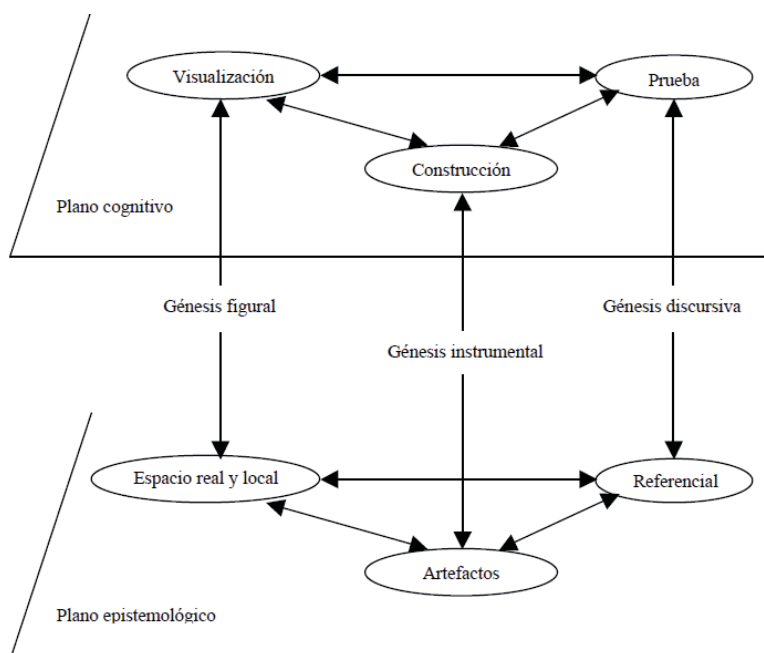 Visualización
Prueba
Construcción
Plano cognitivo
Génesis figural
Génesis discursiva
Génesis instrumental
Espacio real y local
Referencial
Artefactos
Plano epistemológico